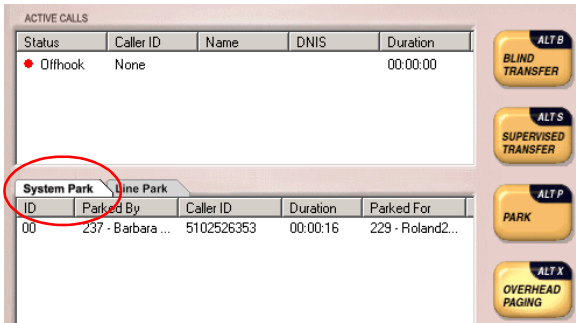 ACTIVE CALLS
Status Caller ID Name DNIS Duration
Offhook None 00:00:00
System Park Line Park
ID Parked By Caller ID Duration Parked For
00 237 - Barbara ... 5102526353 00:00:16 229 - Roland2...
ALT B
BLIND
TRANSFER
ALT S
SUPERVISED
TRANSFER
ALT P
PARK
ALT X
OVERHEAD
PAGING